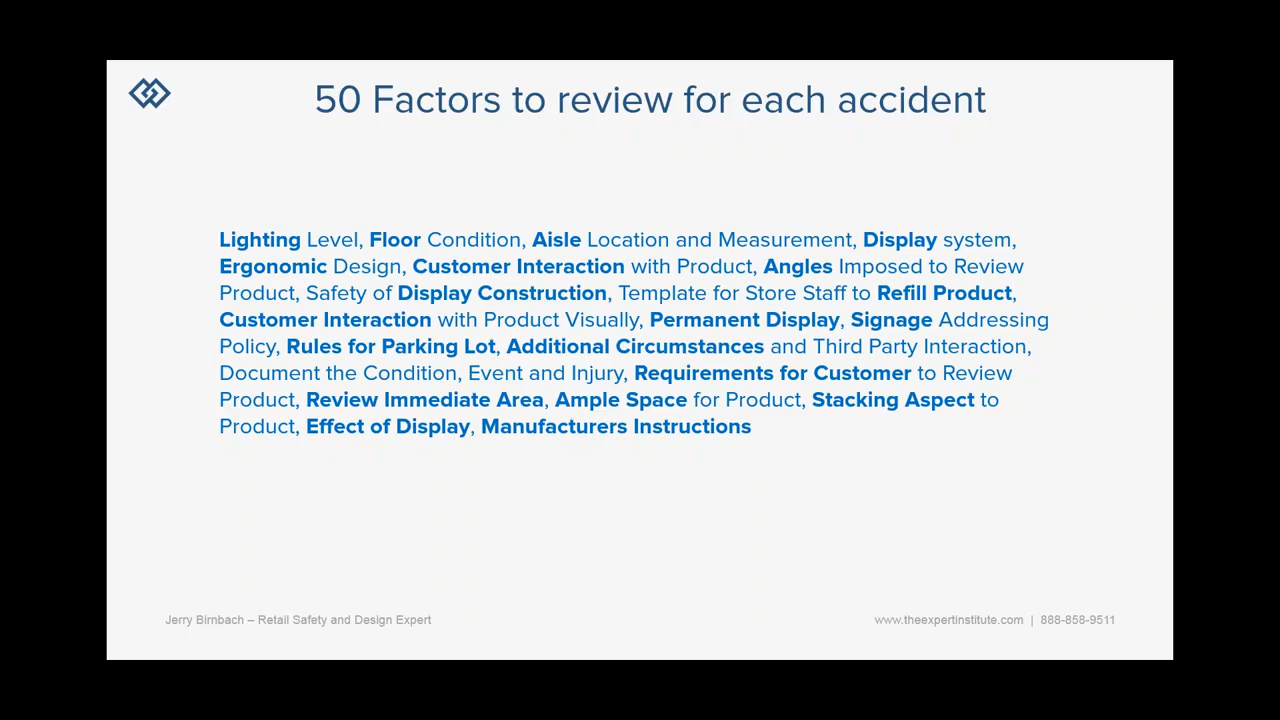 50 Factors to review for each accident
Lighting Level, Floor Condition, Aisle Location and Measurement, Display system,
Ergonomic Design, Customer Interaction with Product, Angles Imposed to Review
Product, Safety of Display Construction, Template for Store Staff to Refill Product,
Customer Interaction with Product Visually, Permanent Display, Signage Addressing
Policy, Rules for Parking Lot, Additional Circumstances and Third Party Interaction,
Document the Condition, Event and Injury, Requirements for Customer to Review
Product, Review Immediate Area, Ample Space for Product, Stacking Aspect to
Product, Effect of Display, Manufacturers Instructions
Jerry Birnbach – Retail Safety and Design Expert
www.theexpertinstitute.com | 888-858-9511